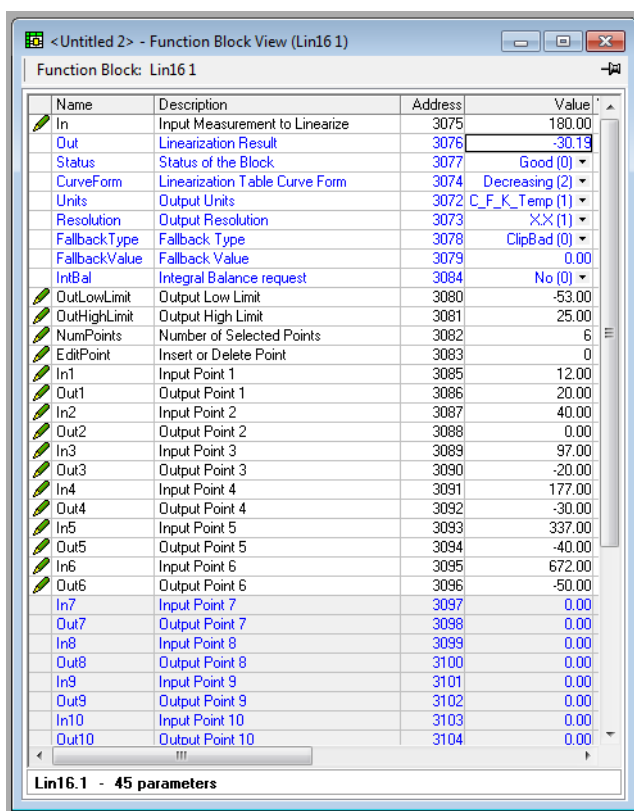 <Untitled 2> - Function Block View (Lin16 1)
Function Block: Lin16 1
Name Description Address Value
In Input Measurement to Linearize 3075 180.00
Out Linearization Result 3076 -30.19
Status Status of the Block 3077 Good (0)
CurveForm Linearization Table Curve Form 3074 Decreasing (2)
Units Output Units 3072 C_F_K_Temp (1)
Resolution Output Resolution 3073 X.X (1)
FallbackType Fallback Type 3078 ClipBad (0)
FallbackValue Fallback Value 3079 0.00
IntBal Integral Balance request 3084 No (0)
OutLowLimit Output Low Limit 3080 -53.00
OutHighLimit Output High Limit 3081 25.00
NumPoints Number of Selected Points 3082 6
EditPoint Insert or Delete Point 3083 0
In1 Input Point 1 3085 12.00
Out1 Output Point 1 3086 20.00
In2 Input Point 2 3087 40.00
Out2 Output Point 2 3088 0.00
In3 Input Point 3 3089 97.00
Out3 Output Point 3 3090 -20.00
In4 Input Point 4 3091 177.00
Out4 Output Point 4 3092 -30.00
In5 Input Point 5 3093 337.00
Out5 Output Point 5 3094 -40.00
In6 Input Point 6 3095 672.00
Out6 Output Point 6 3096 -50.00
In7 Input Point 7 3097 0.00
Out7 Output Point 7 3098 0.00
In8 Input Point 8 3099 0.00
Out8 Output Point 8 3100 0.00
In9 Input Point 9 3101 0.00
Out9 Output Point 9 3102 0.00
In10 Input Point 10 3103 0.00
Out10 Output Point 10 3104 0.00
Lin16.1 - 45 parameters